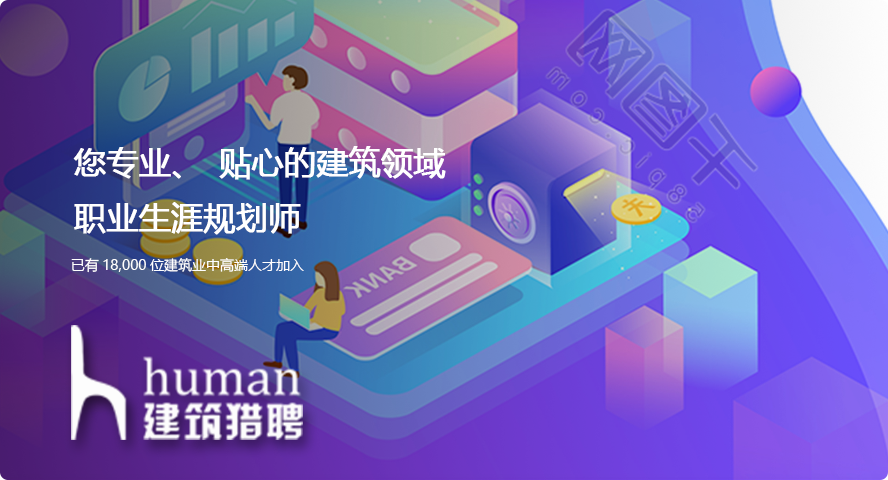 您专业、 贴心的建筑领域
职业生涯规划师
已有 18,000 位建筑业中高端人才加入
BANK
human
建筑猎聘